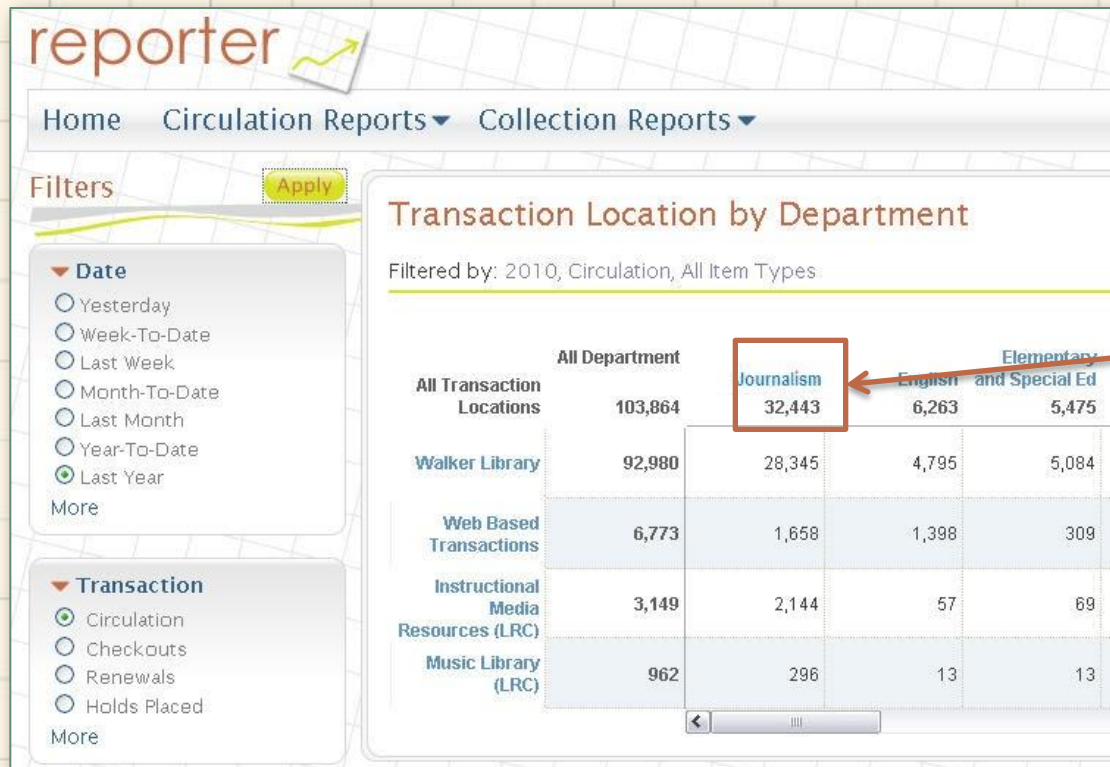 reporter
Home Circulation Reports Collection Reports
Filters Apply
Date
Yesterday
Week-To-Date
Last Week
Month-To-Date
Last Month
Year-To-Date
Last Year
More
Transaction
Circulation
Checkouts
Renewals
Holds Placed
More
Transaction Location by Department
Filtered by: 2010, Circulation, All Item Types
All Department Journalism English Elementary and Special Ed
All Transaction Locations 103,864 32,443 6,263 5,475
Walker Library 92,980 28,345 4,795 5,084
Web Based Transactions 6,773 1,658 1,398 309
Instructional Media Resources (LRC) 3,149 2,144 57 69
Music Library (LRC) 962 296 13 13